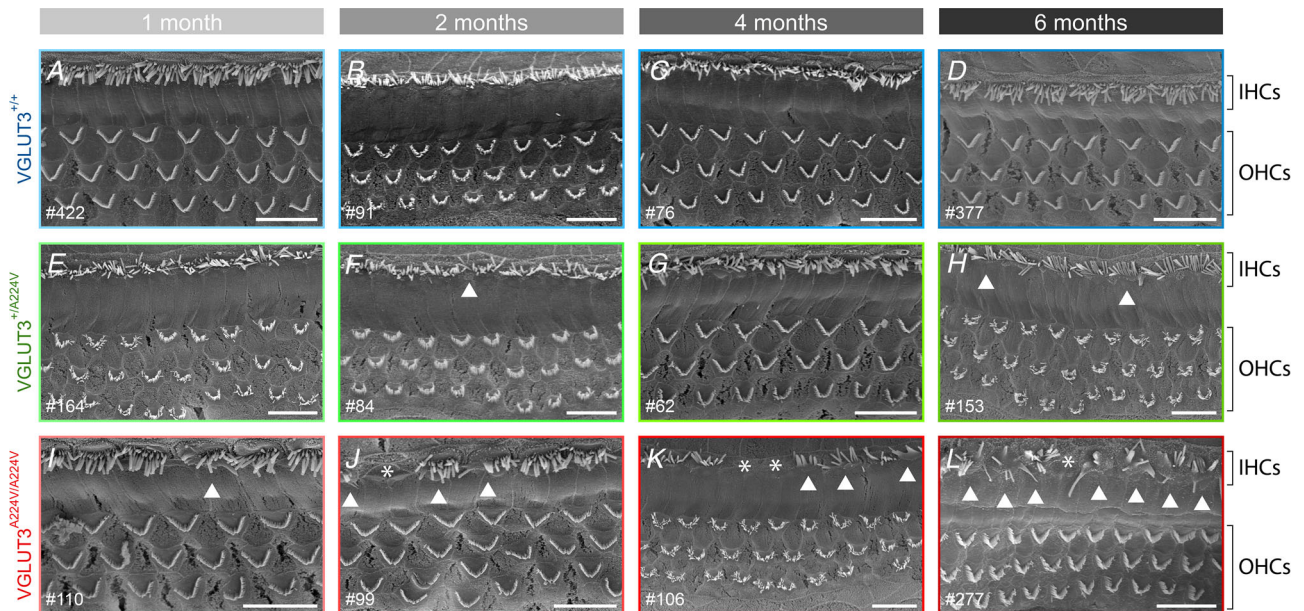 1 month 2 months 4 months 6 months
VGLUT3+/+
A B C D
IHCs
OHCs
#422 #91 #76 #377
VGLUT3+/A224V
E F G H
IHCs
OHCs
#164 #84 #62 #153
VGLUT3A224V/A224V
I J K L
* * * *
IHCs
OHCs
#110 #99 #106 #277